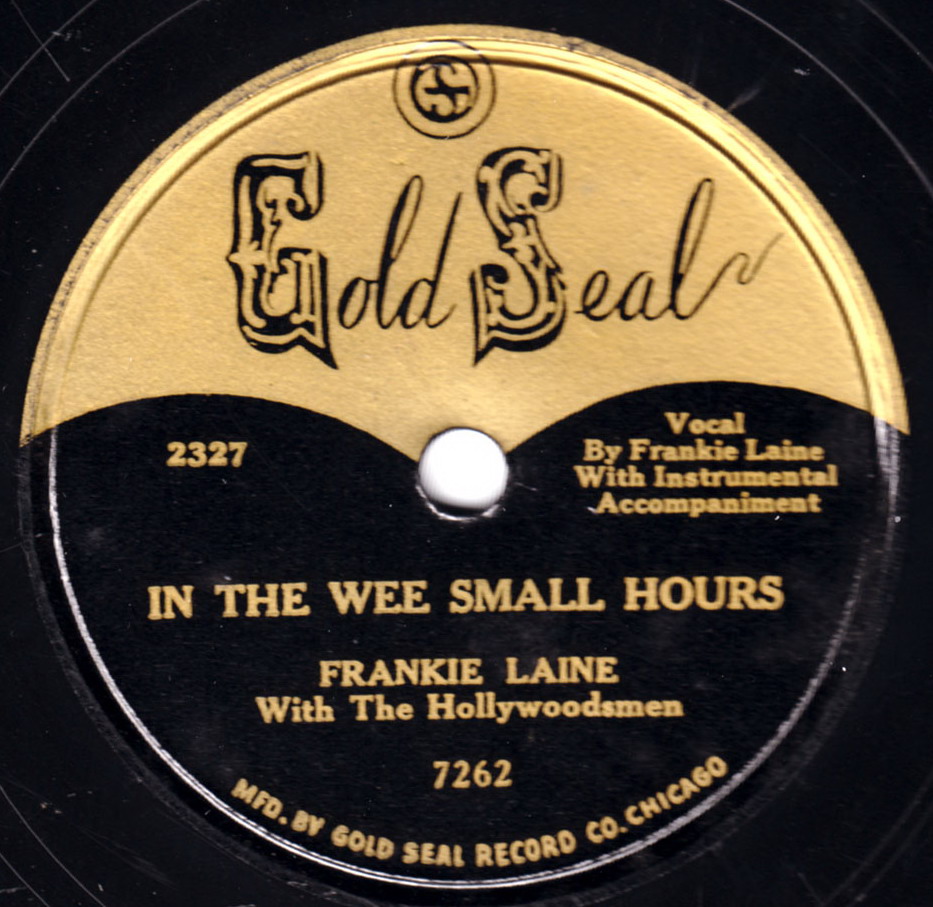 GS
Gold Seal
2327
Vocal
By Frankie Laine
With Instrumental
Accompaniment
IN THE WEE SMALL HOURS
FRANKIE LAINE
With The Hollywoodsmen
7262
MFD. BY GOLD SEAL RECORD CO. CHICAGO